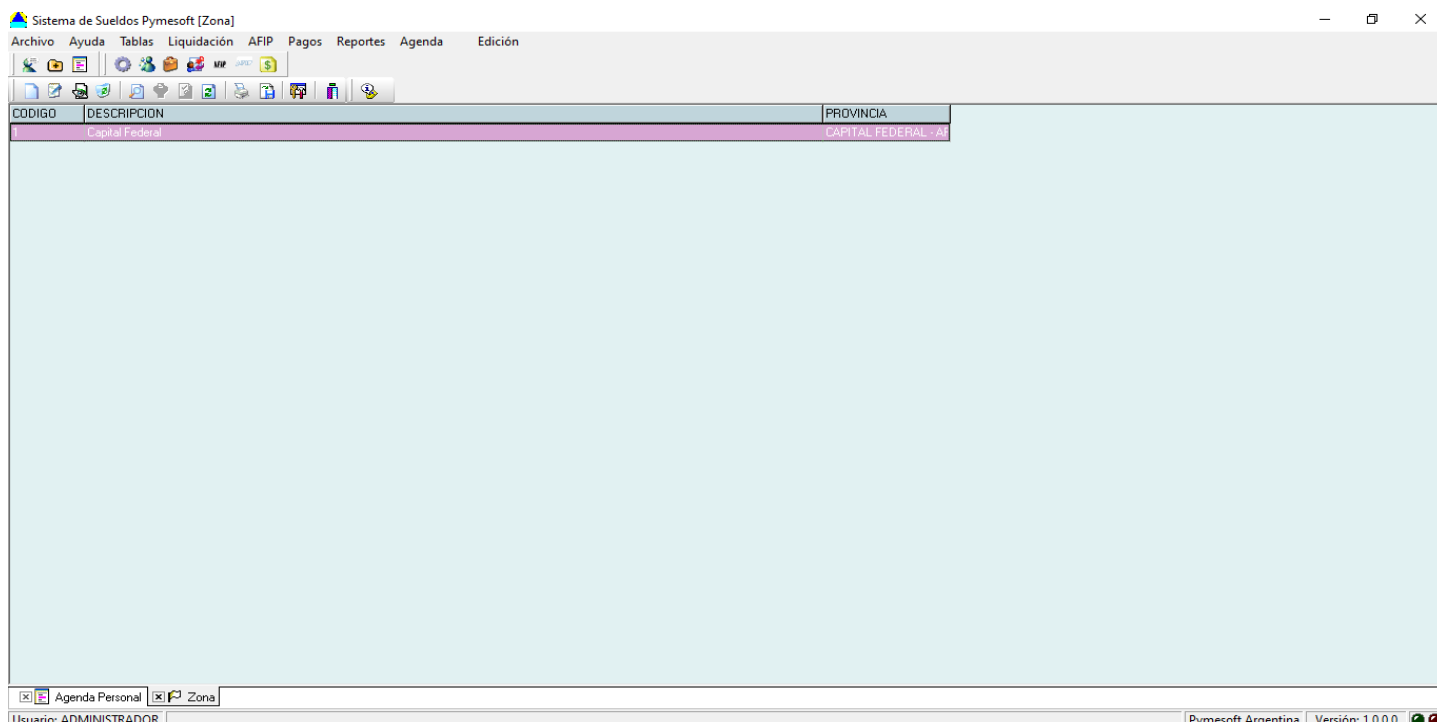 Sistema de Sueldos Pymesoft [Zona]
Archivo Ayuda Tablas Liquidación AFIP Pagos Reportes Agenda Edición
CODIGO DESCRIPCION PROVINCIA
1 Capital Federal CAPITAL FEDERAL - AF
Agenda Personal Zona
Usuario: ADMINISTRADOR Pymesoft Argentina Versión: 1.0.0.0